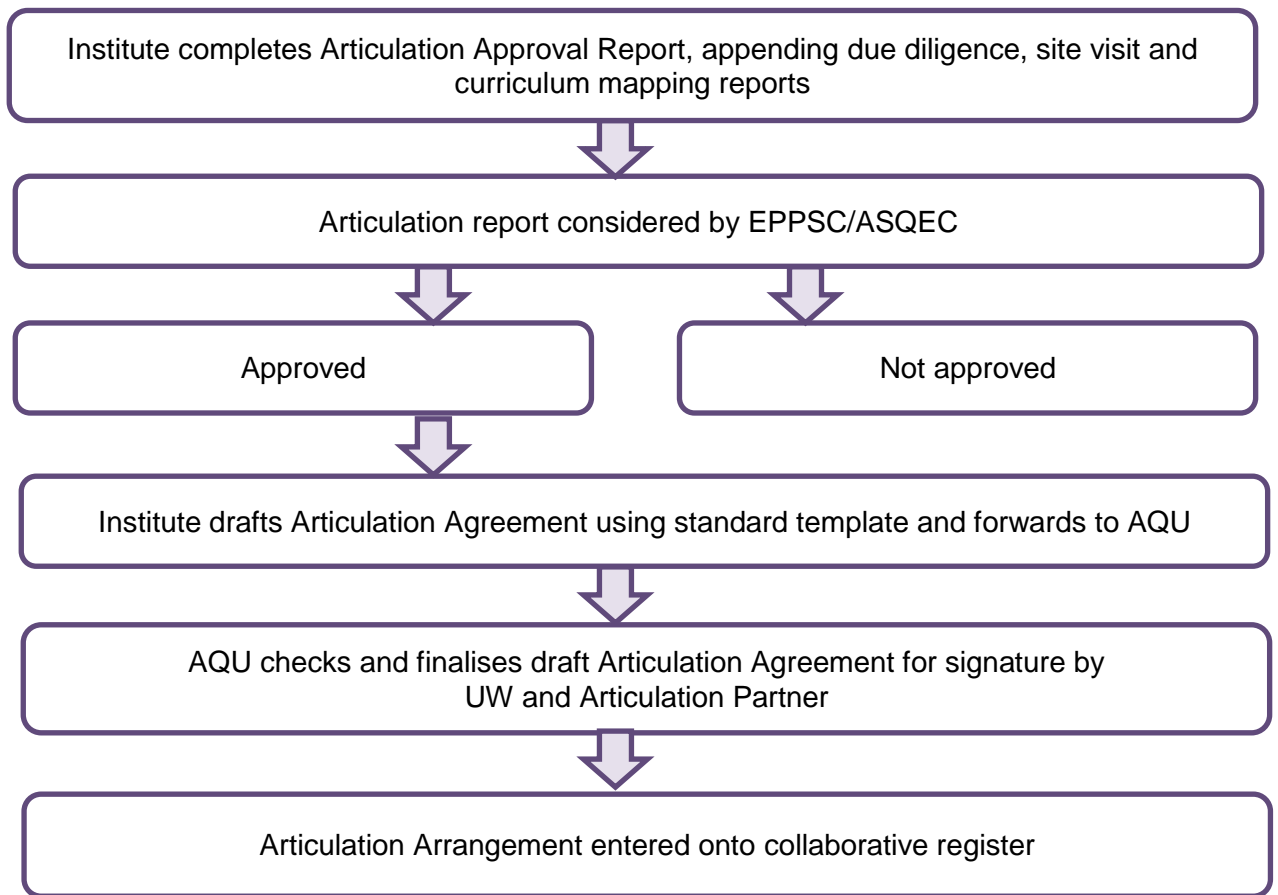 Institute completes Articulation Approval Report, appending due diligence, site visit and
curriculum mapping reports
Articulation report considered by EPPSC/ASQEC
Approved
Not approved
Institute drafts Articulation Agreement using standard template and forwards to AQU
AQU checks and finalises draft Articulation Agreement for signature by
UW and Articulation Partner
Articulation Arrangement entered onto collaborative register